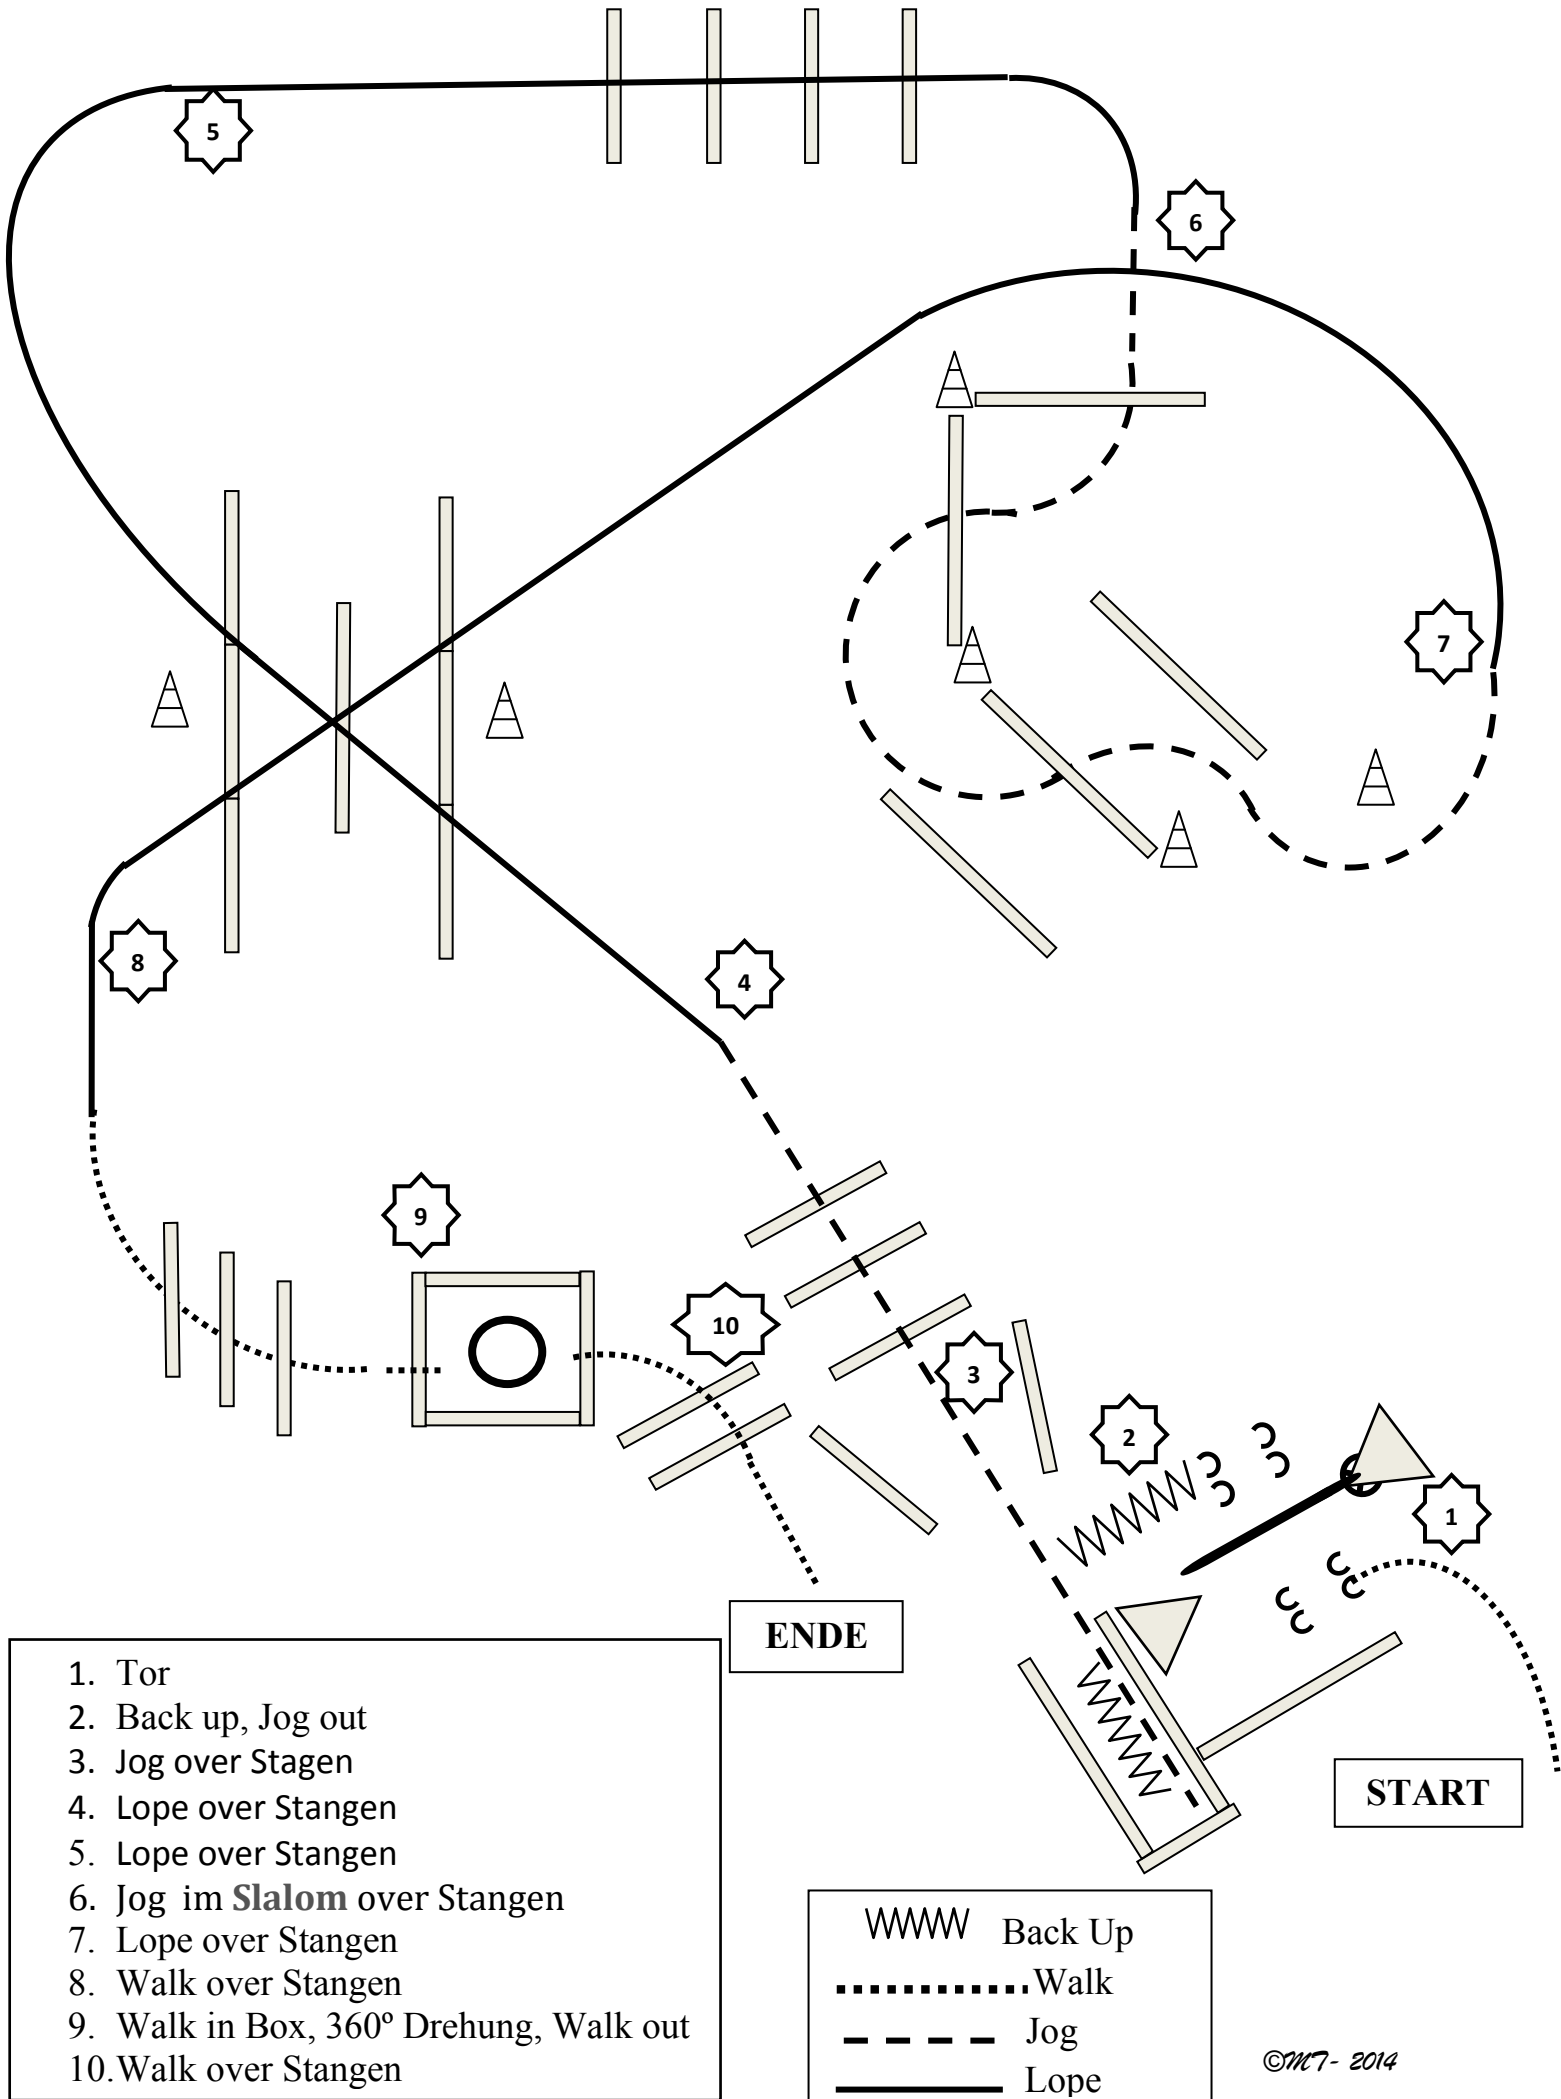 5
6
7
4
8
9
10
3
2
1
ENDE
START
1. Tor
2. Back up, Jog out
3. Jog over Stagen
4. Lope over Stangen
5. Lope over Stangen
6. Jog im Slalom over Stangen
7. Lope over Stangen
8. Walk over Stangen
9. Walk in Box, 360º Drehung, Walk out
10. Walk over Stangen
Back Up
Walk
Jog
Lope
©MT- 2014